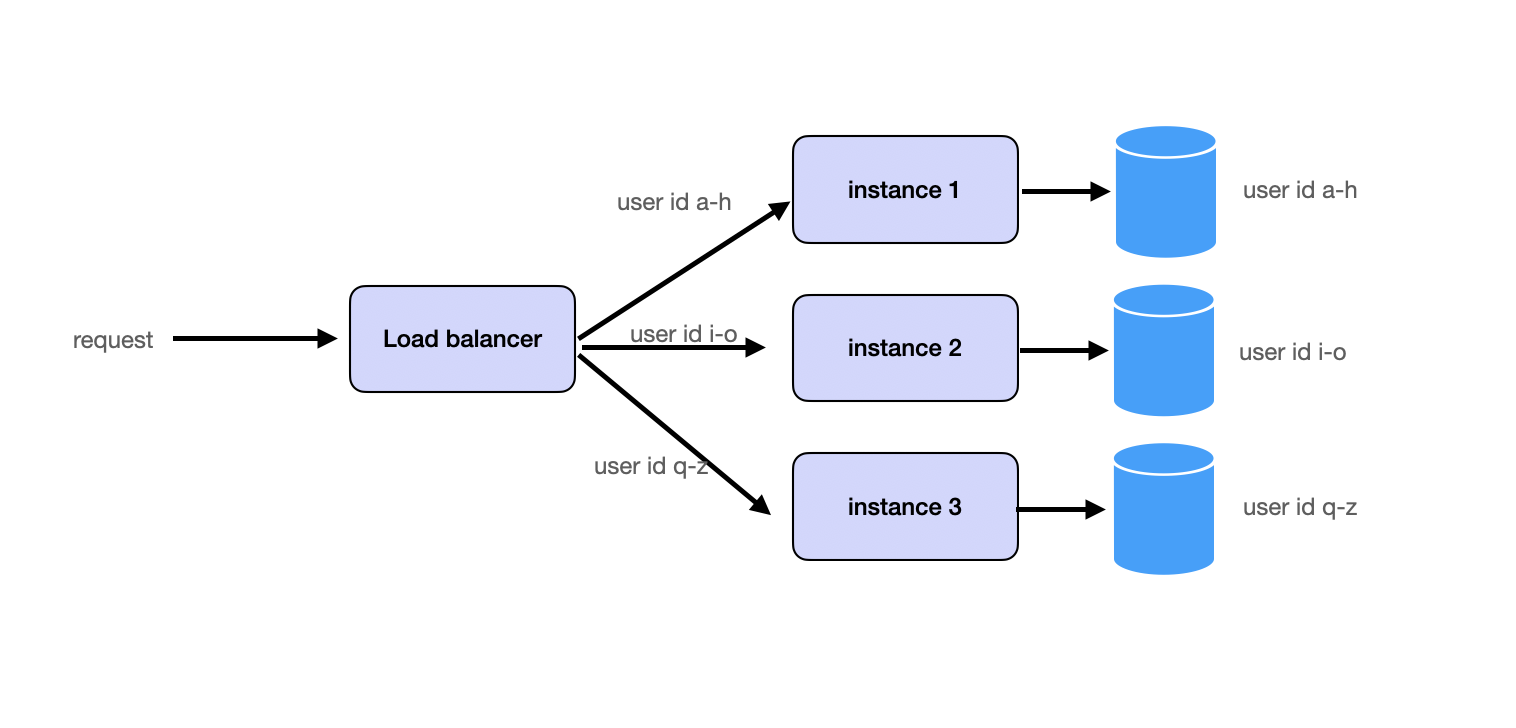 request
Load balancer
user id a-h
user id i-o
user id q-z
instance 1
user id a-h
instance 2
user id i-o
instance 3
user id q-z